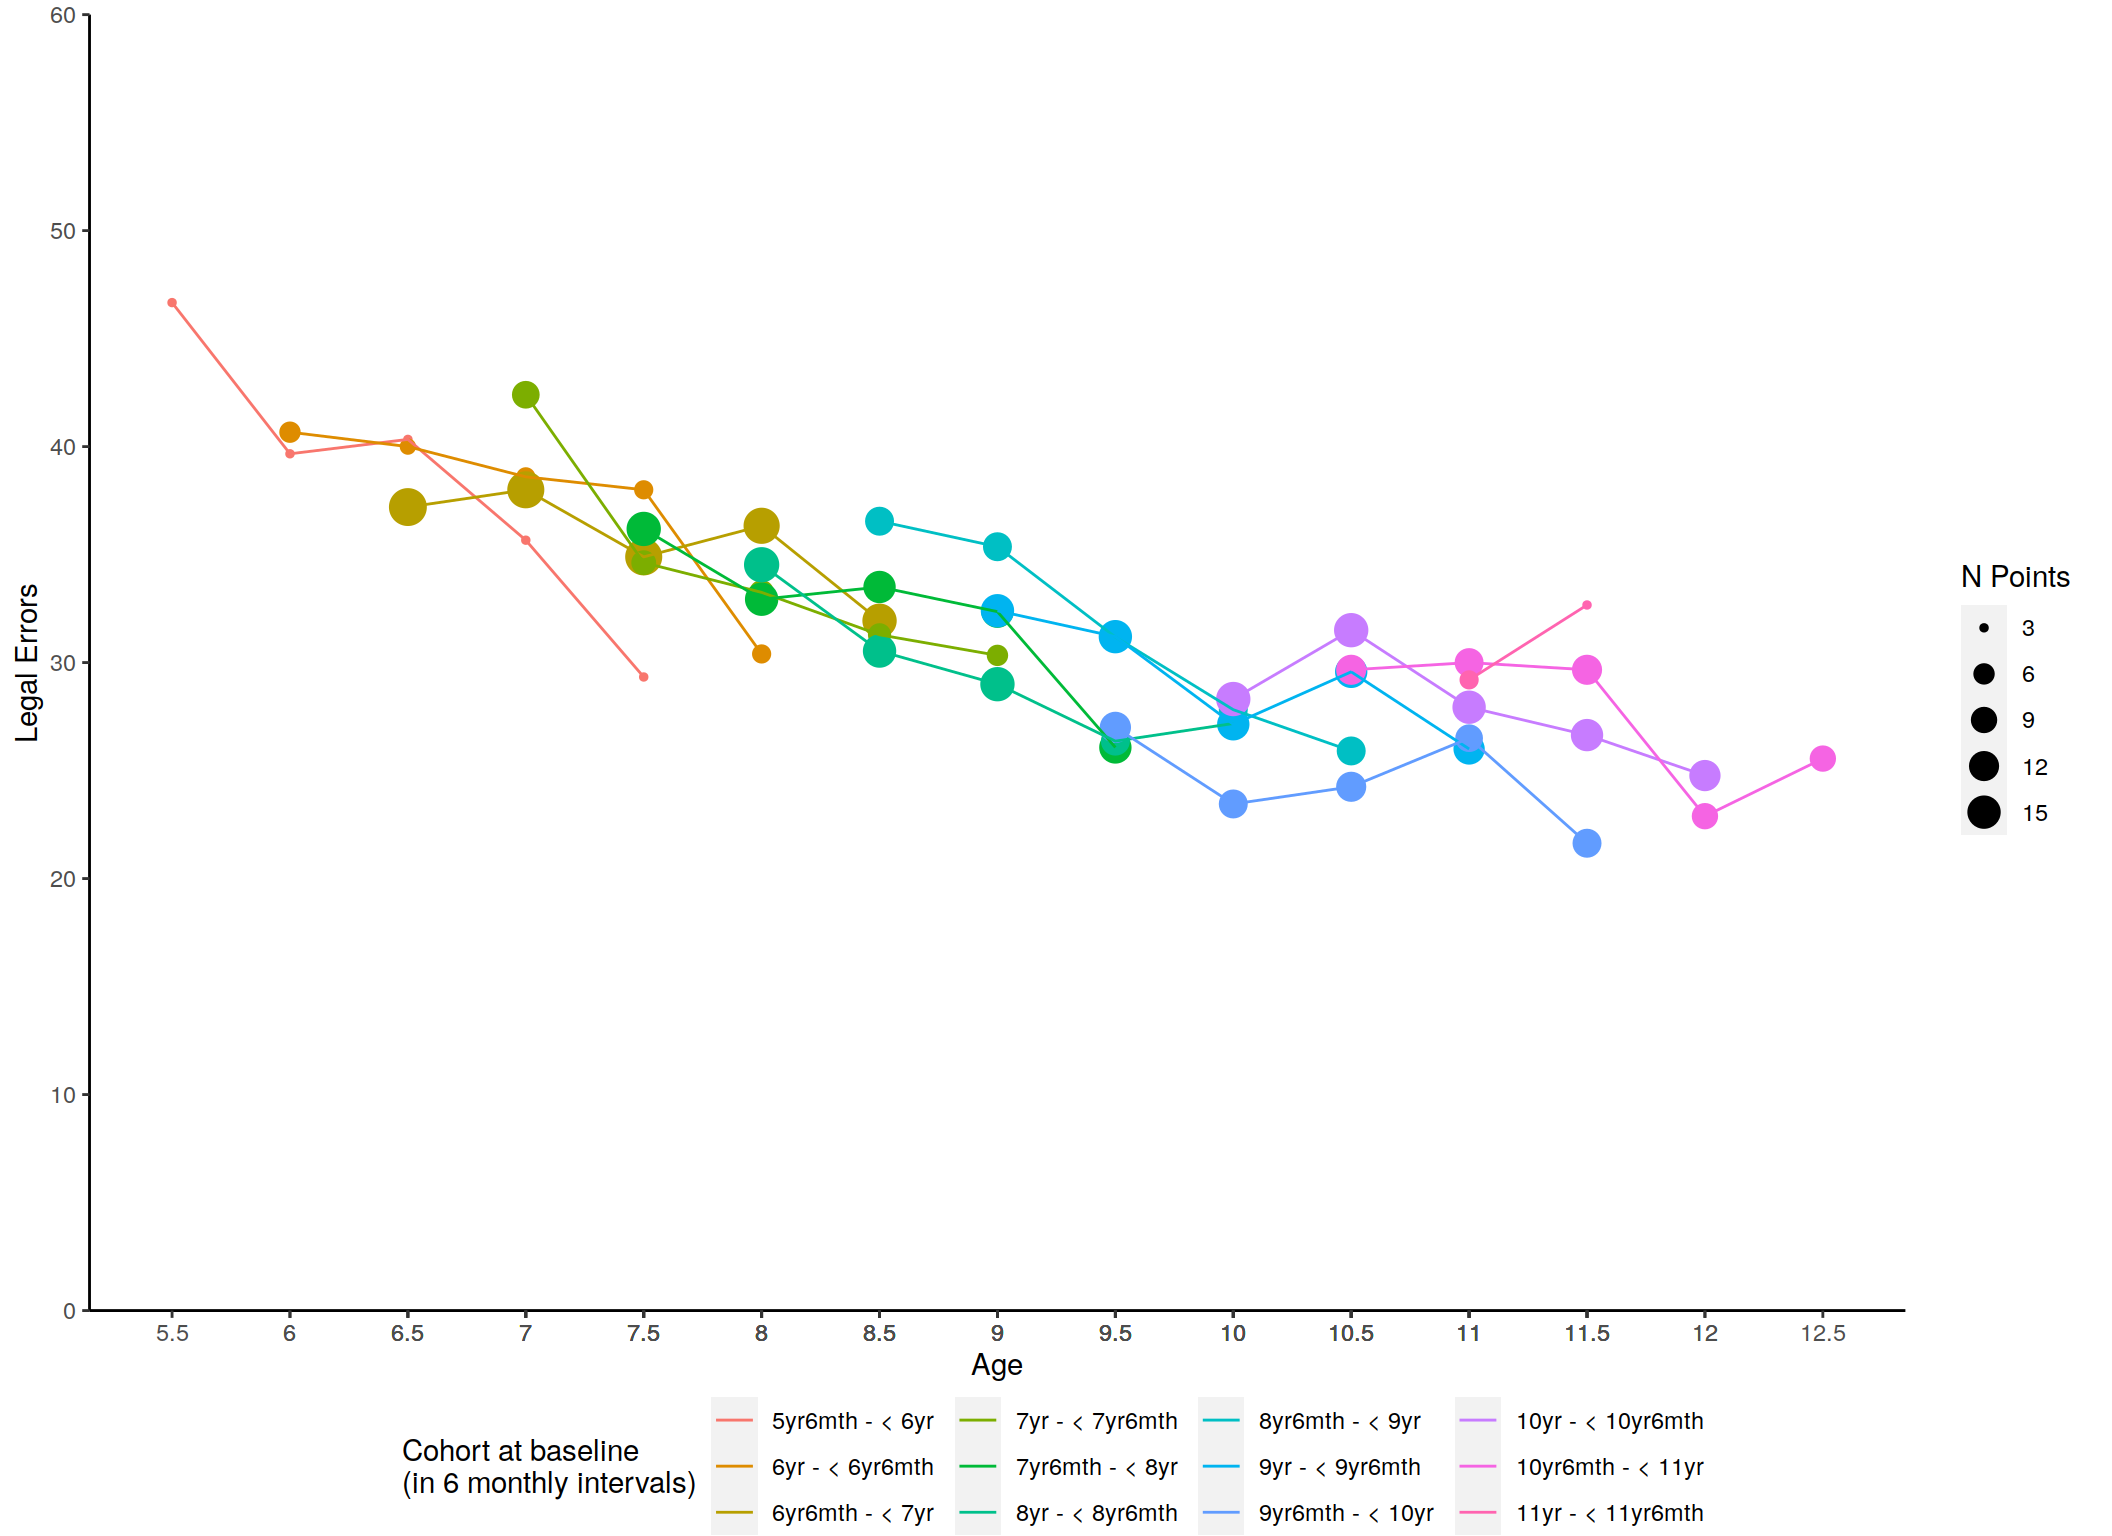 60
50
40
30
20
10
0
Legal Errors
5.5 6 6.5 7 7.5 8 8.5 9 9.5 10 10.5 11 11.5 12 12.5
Age
N Points
3
6
9
12
15
Cohort at baseline
(in 6 monthly intervals)
5yr6mth - < 6yr
6yr - < 6yr6mth
6yr6mth - < 7yr
7yr - < 7yr6mth
7yr6mth - < 8yr
8yr - < 8yr6mth
8yr6mth - < 9yr
9yr - < 9yr6mth
9yr6mth - < 10yr
10yr - < 10yr6mth
10yr6mth - < 11yr
11yr - < 11yr6mth